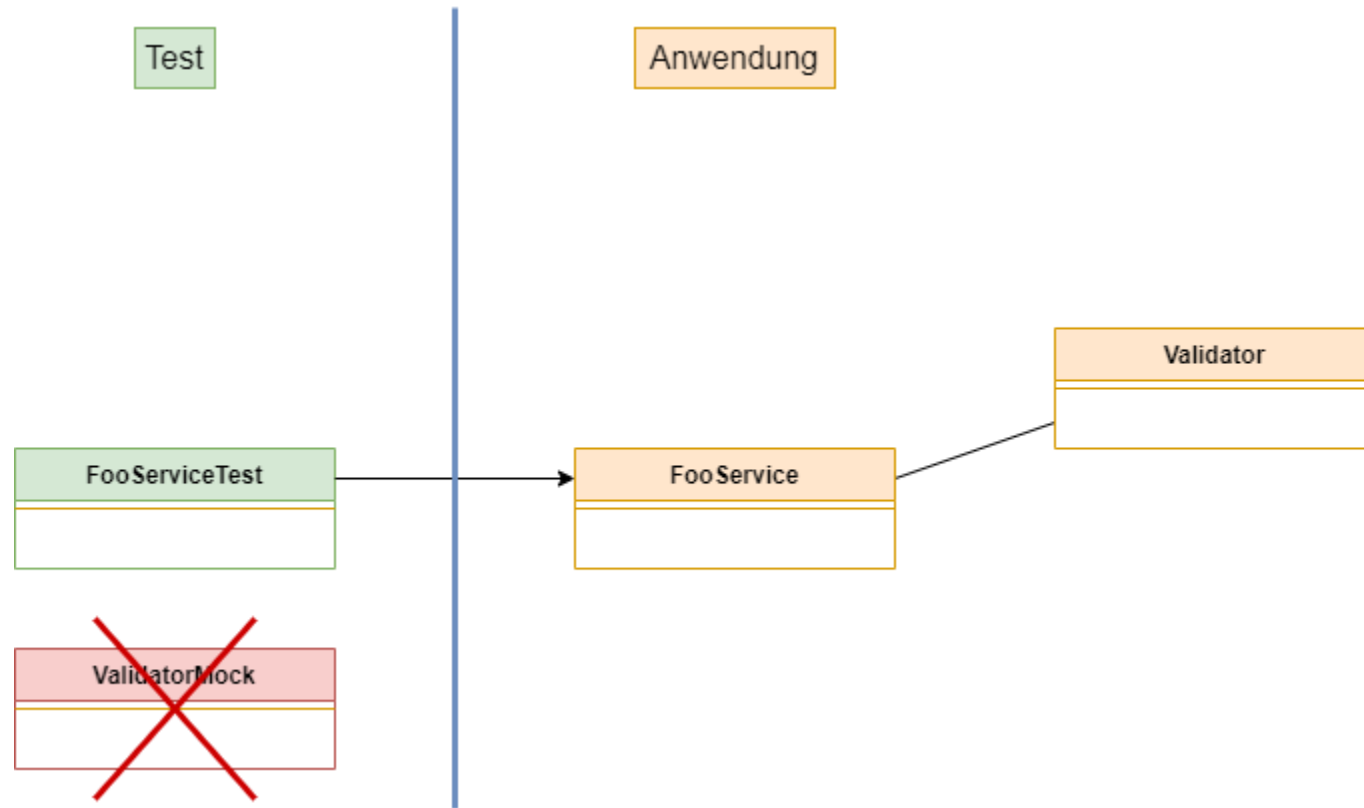 Test
Anwendung
Validator
FooServiceTest
FooService
ValidatorMock